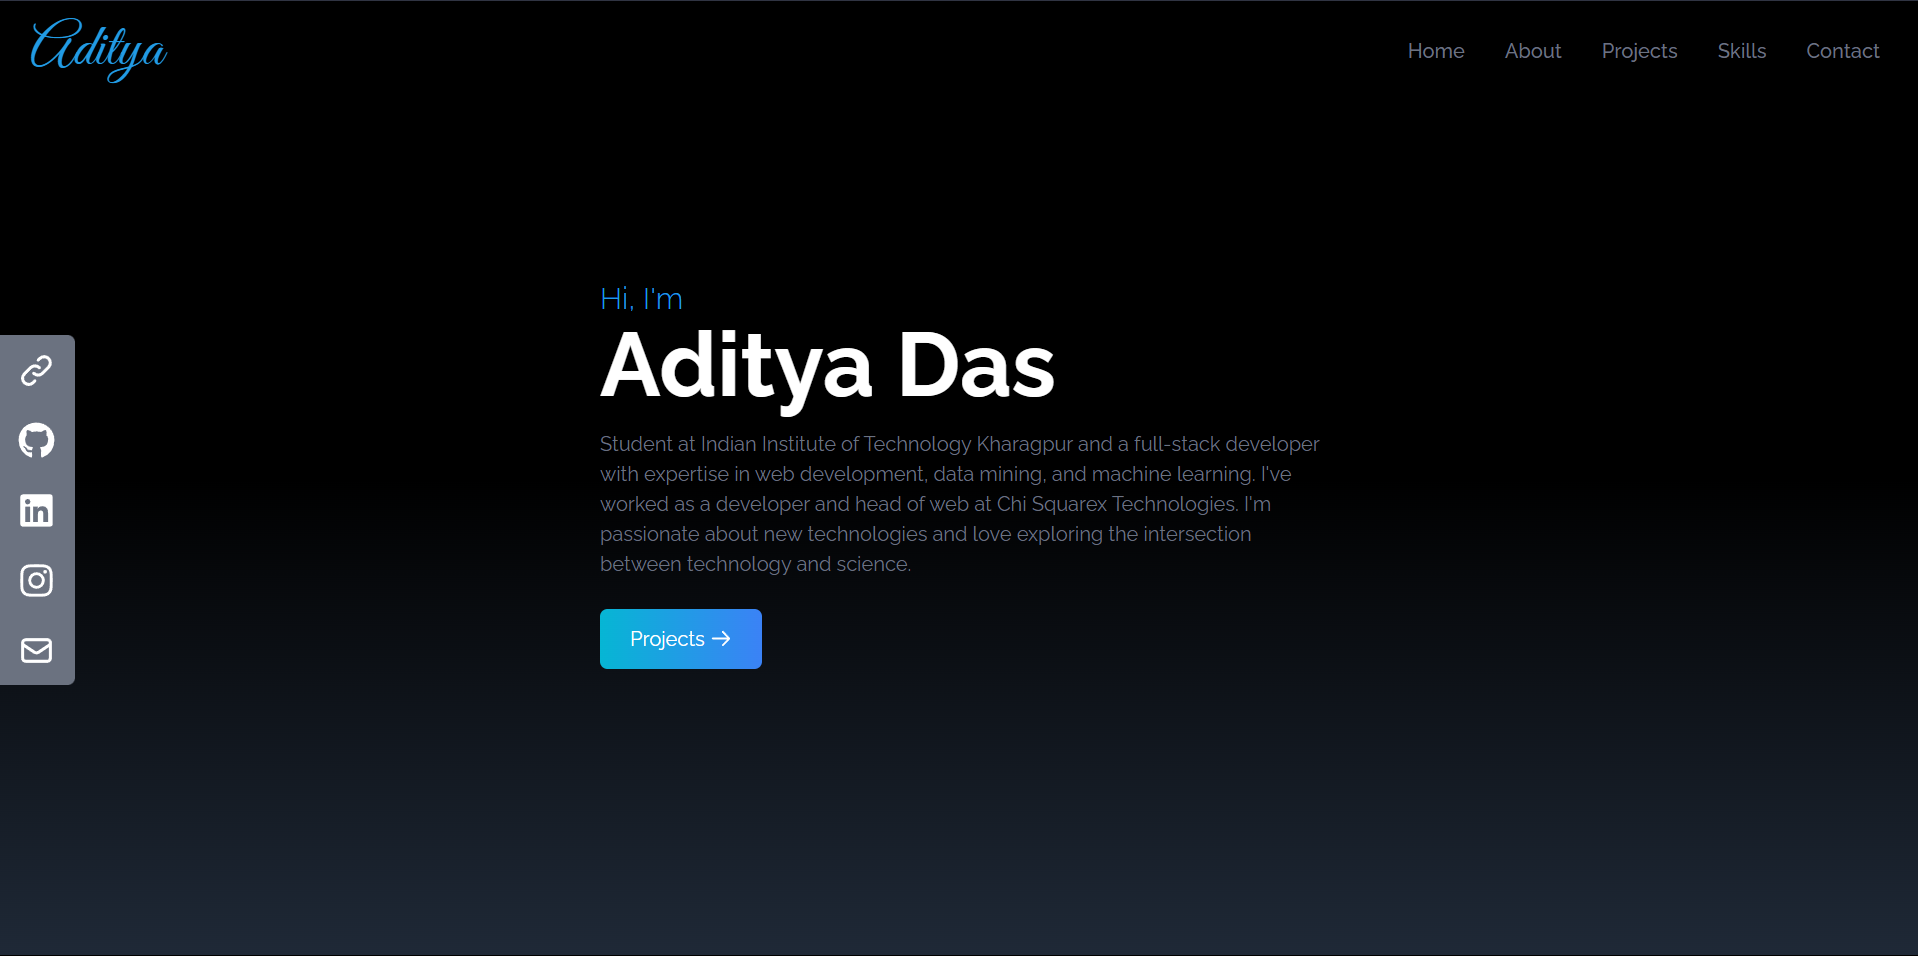 Aditya
Home About Projects Skills Contact
Hi, I'm
Aditya Das
Student at Indian Institute of Technology Kharagpur and a full-stack developer
with expertise in web development, data mining, and machine learning. I've
worked as a developer and head of web at Chi Squarex Technologies. I'm
passionate about new technologies and love exploring the intersection
between technology and science.
Projects →